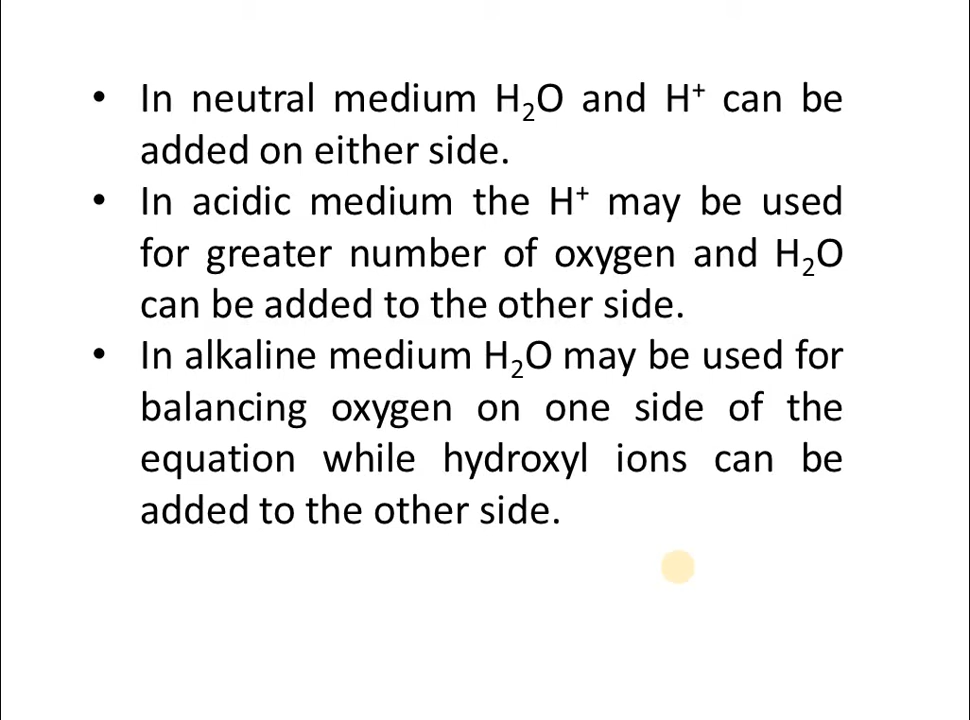 • In neutral medium H₂O and H⁺ can be
added on either side.
• In acidic medium the H⁺ may be used
for greater number of oxygen and H₂O
can be added to the other side.
• In alkaline medium H₂O may be used for
balancing oxygen on one side of the
equation while hydroxyl ions can be
added to the other side.